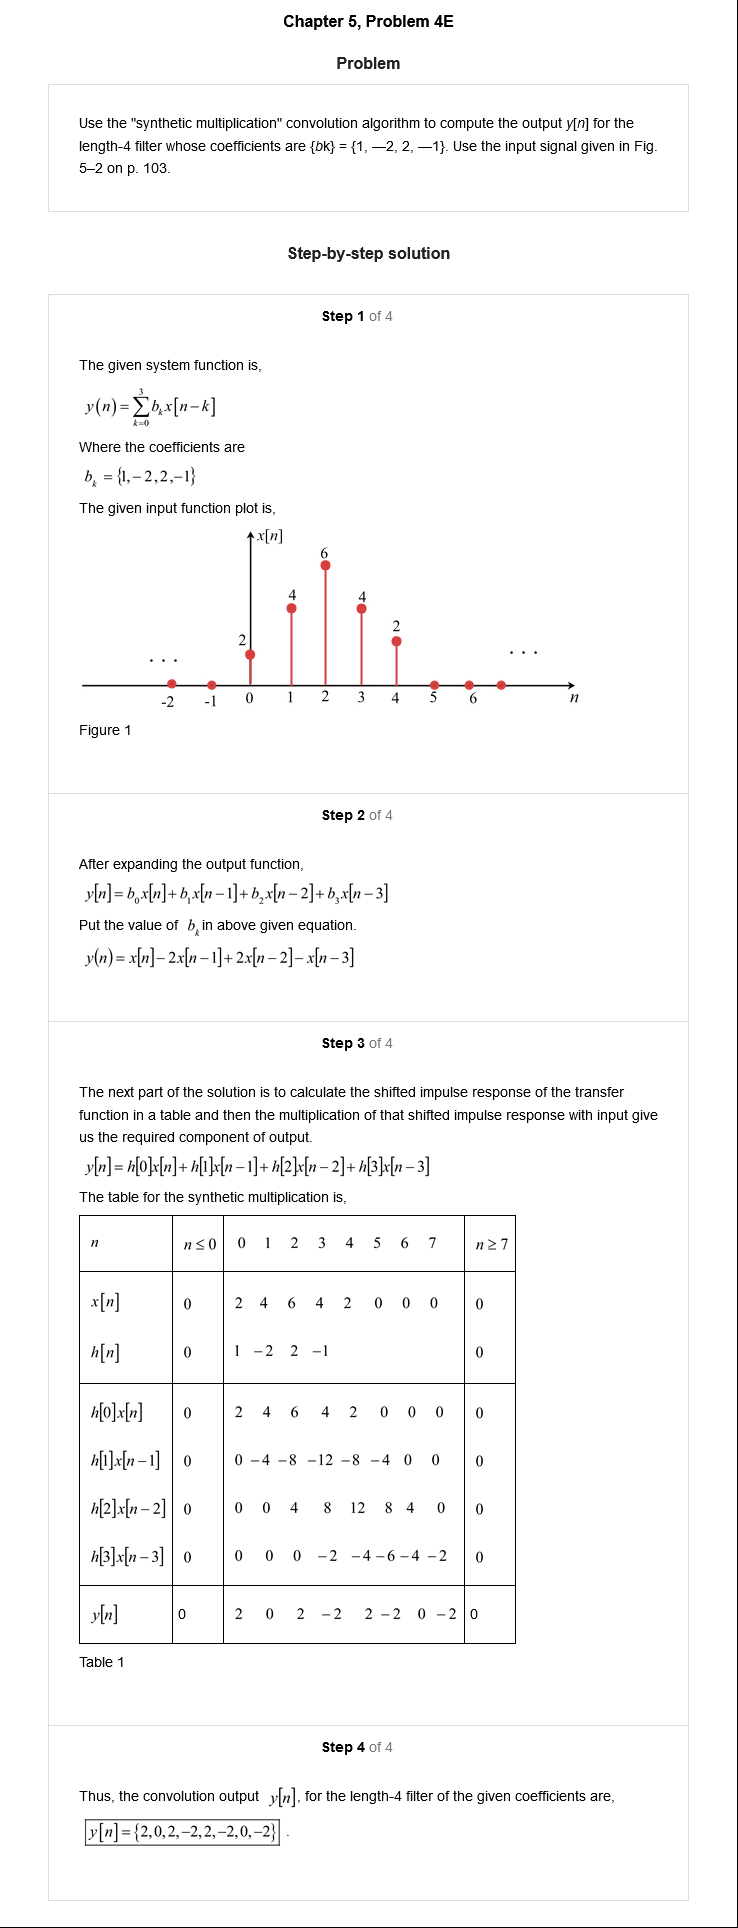 Chapter 5, Problem 4E
Problem
Use the "synthetic multiplication" convolution algorithm to compute the output y[n] for the
length-4 filter whose coefficients are {bk} = {1, —2, 2, —1}. Use the input signal given in Fig.
5–2 on p. 103.
Step-by-step solution
Step 1 of 4
The given system function is,
y(n)=∑_{k=0}^{3} b_k x[n−k]
Where the coefficients are
b_k = {1,−2,2,−1}
The given input function plot is,
x[n]
6
4 4
2
2
. . . . . .
-2 -1 0 1 2 3 4 5 6 n
Figure 1
Step 2 of 4
After expanding the output function,
y[n]= b_0x[n]+b_1x[n−1]+b_2x[n−2]+b_3x[n−3]
Put the value of b_k in above given equation.
y(n)= x[n]−2x[n−1]+2x[n−2]−x[n−3]
Step 3 of 4
The next part of the solution is to calculate the shifted impulse response of the transfer
function in a table and then the multiplication of that shifted impulse response with input give
us the required component of output.
y[n]= h[0]x[n]+h[1]x[n−1]+h[2]x[n−2]+h[3]x[n−3]
The table for the synthetic multiplication is,
n n ≤ 0 0 1 2 3 4 5 6 7 n ≥ 7
x[n] 0 2 4 6 4 2 0 0 0 0
h[n] 0 1 −2 2 −1 0
h[0]x[n] 0 2 4 6 4 2 0 0 0 0
h[1]x[n−1] 0 0 −4 −8 −12 −8 −4 0 0 0
h[2]x[n−2] 0 0 0 4 8 12 8 4 0 0
h[3]x[n−3] 0 0 0 0 −2 −4 −6 −4 −2 0
y[n] 0 2 0 2 −2 2 −2 0 −2 0
Table 1
Step 4 of 4
Thus, the convolution output y[n], for the length-4 filter of the given coefficients are,
y[n]={2,0,2,−2,2,−2,0,−2} .